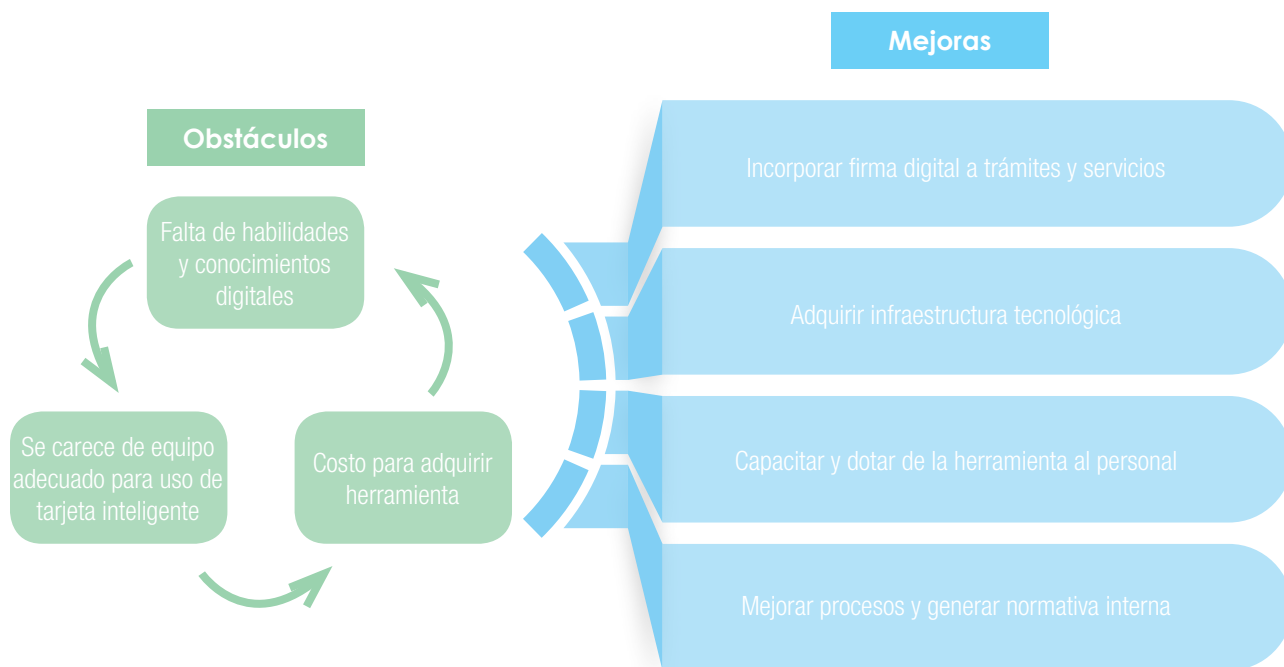 Obstáculos
Falta de habilidades
y conocimientos
digitales
Se carece de equipo
adecuado para uso de
tarjeta inteligente
Costo para adquirir
herramienta
Mejoras
Incorporar firma digital a trámites y servicios
Adquirir infraestructura tecnológica
Capacitar y dotar de la herramienta al personal
Mejorar procesos y generar normativa interna